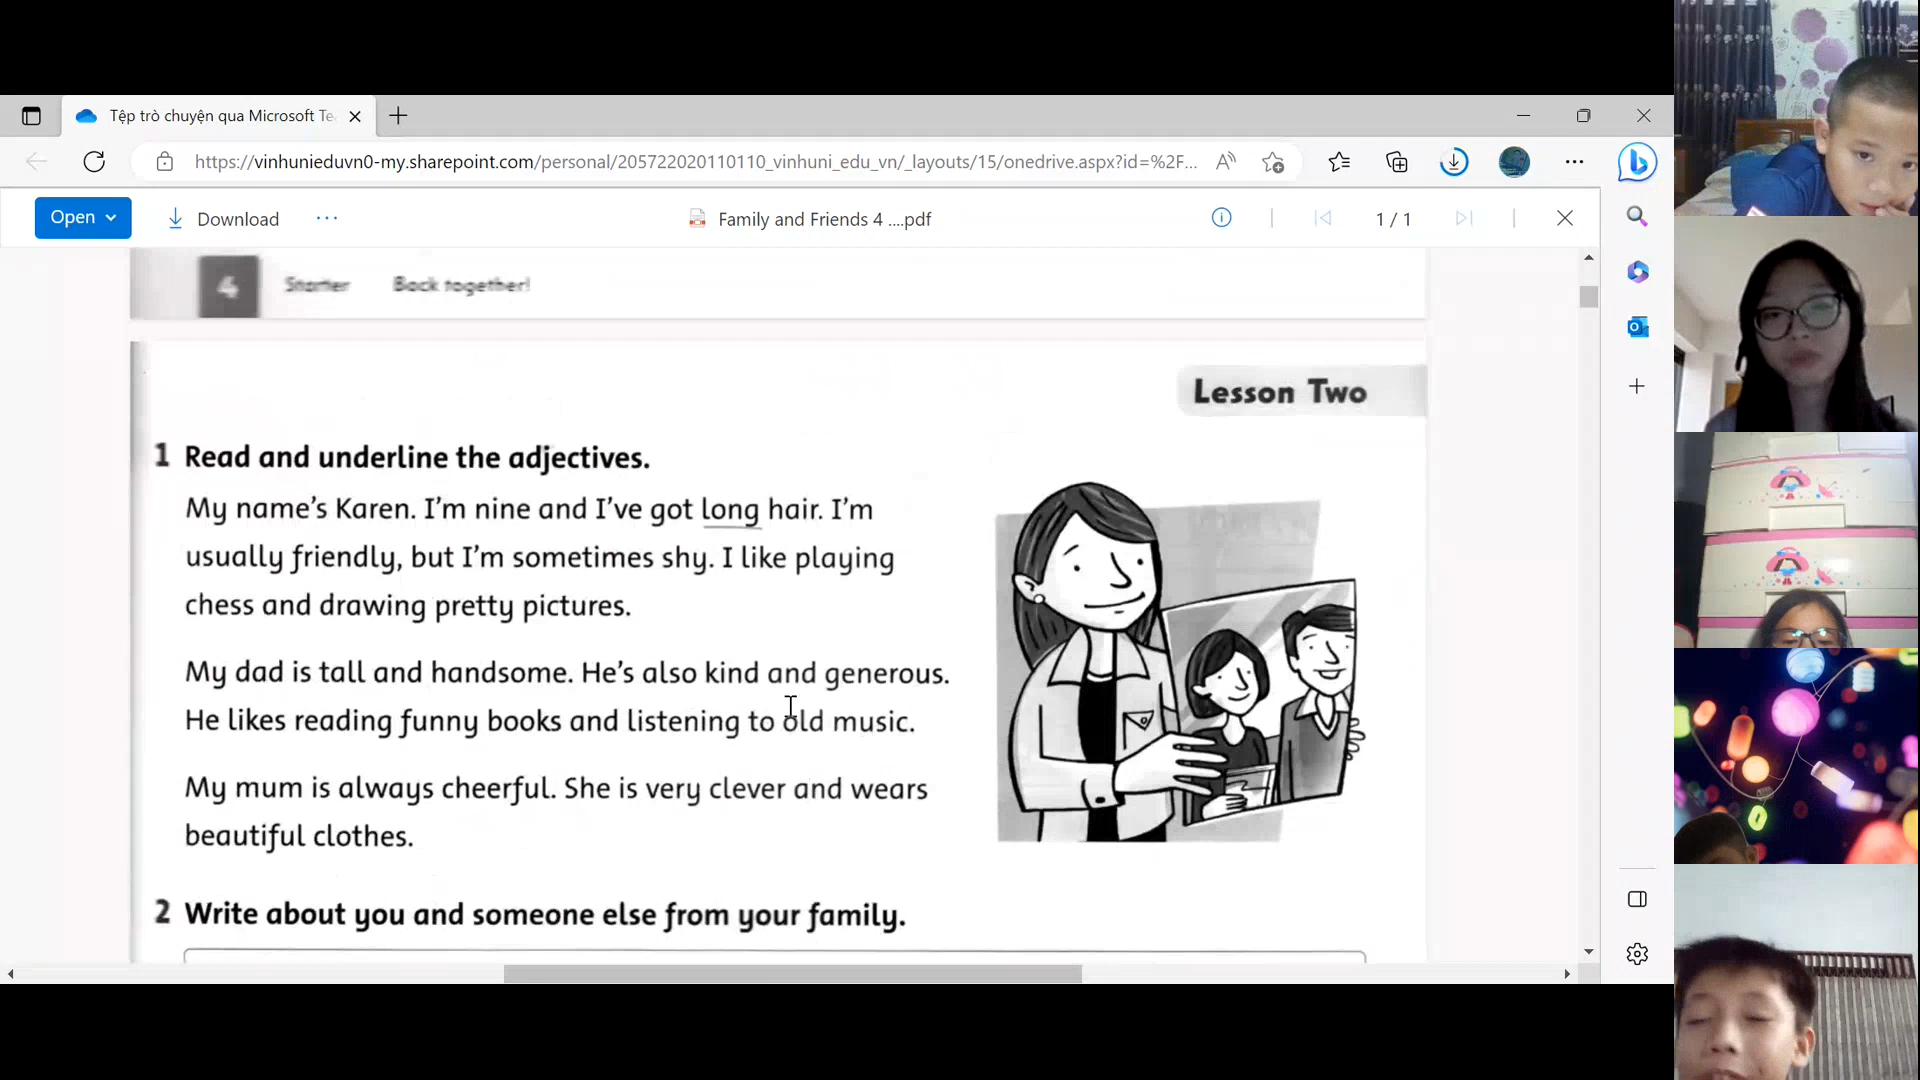 Tệp trò chuyện qua Microsoft Te
https://vinhunieduvn0-my.sharepoint.com/personal/205722020110110_vinhuni_edu_vn/_layouts/15/onedrive.aspx?id=%2F...
Open
Download
Family and Friends 4 ....pdf
1 / 1
4 Starter Back together!
Lesson Two
1 Read and underline the adjectives.
My name's Karen. I'm nine and I've got long hair. I'm
usually friendly, but I'm sometimes shy. I like playing
chess and drawing pretty pictures.
My dad is tall and handsome. He's also kind and generous.
He likes reading funny books and listening to old music.
My mum is always cheerful. She is very clever and wears
beautiful clothes.
2 Write about you and someone else from your family.